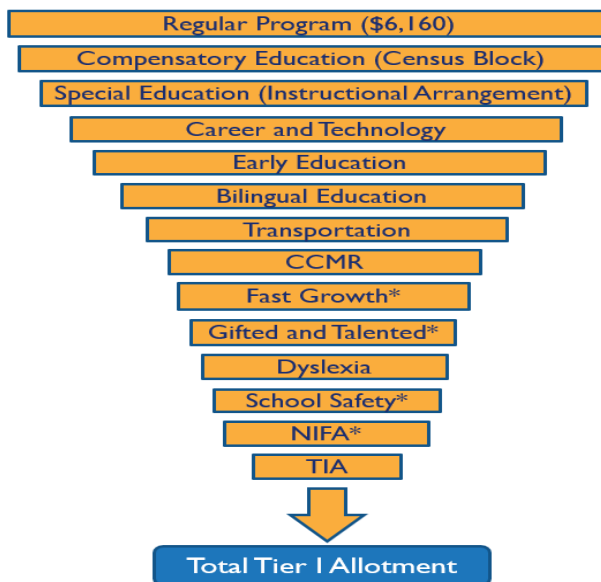 Regular Program ($6,160)
Compensatory Education (Census Block)
Special Education (Instructional Arrangement)
Career and Technology
Early Education
Bilingual Education
Transportation
CCMR
Fast Growth*
Gifted and Talented*
Dyslexia
School Safety*
NIFA*
TIA
Total Tier I Allotment